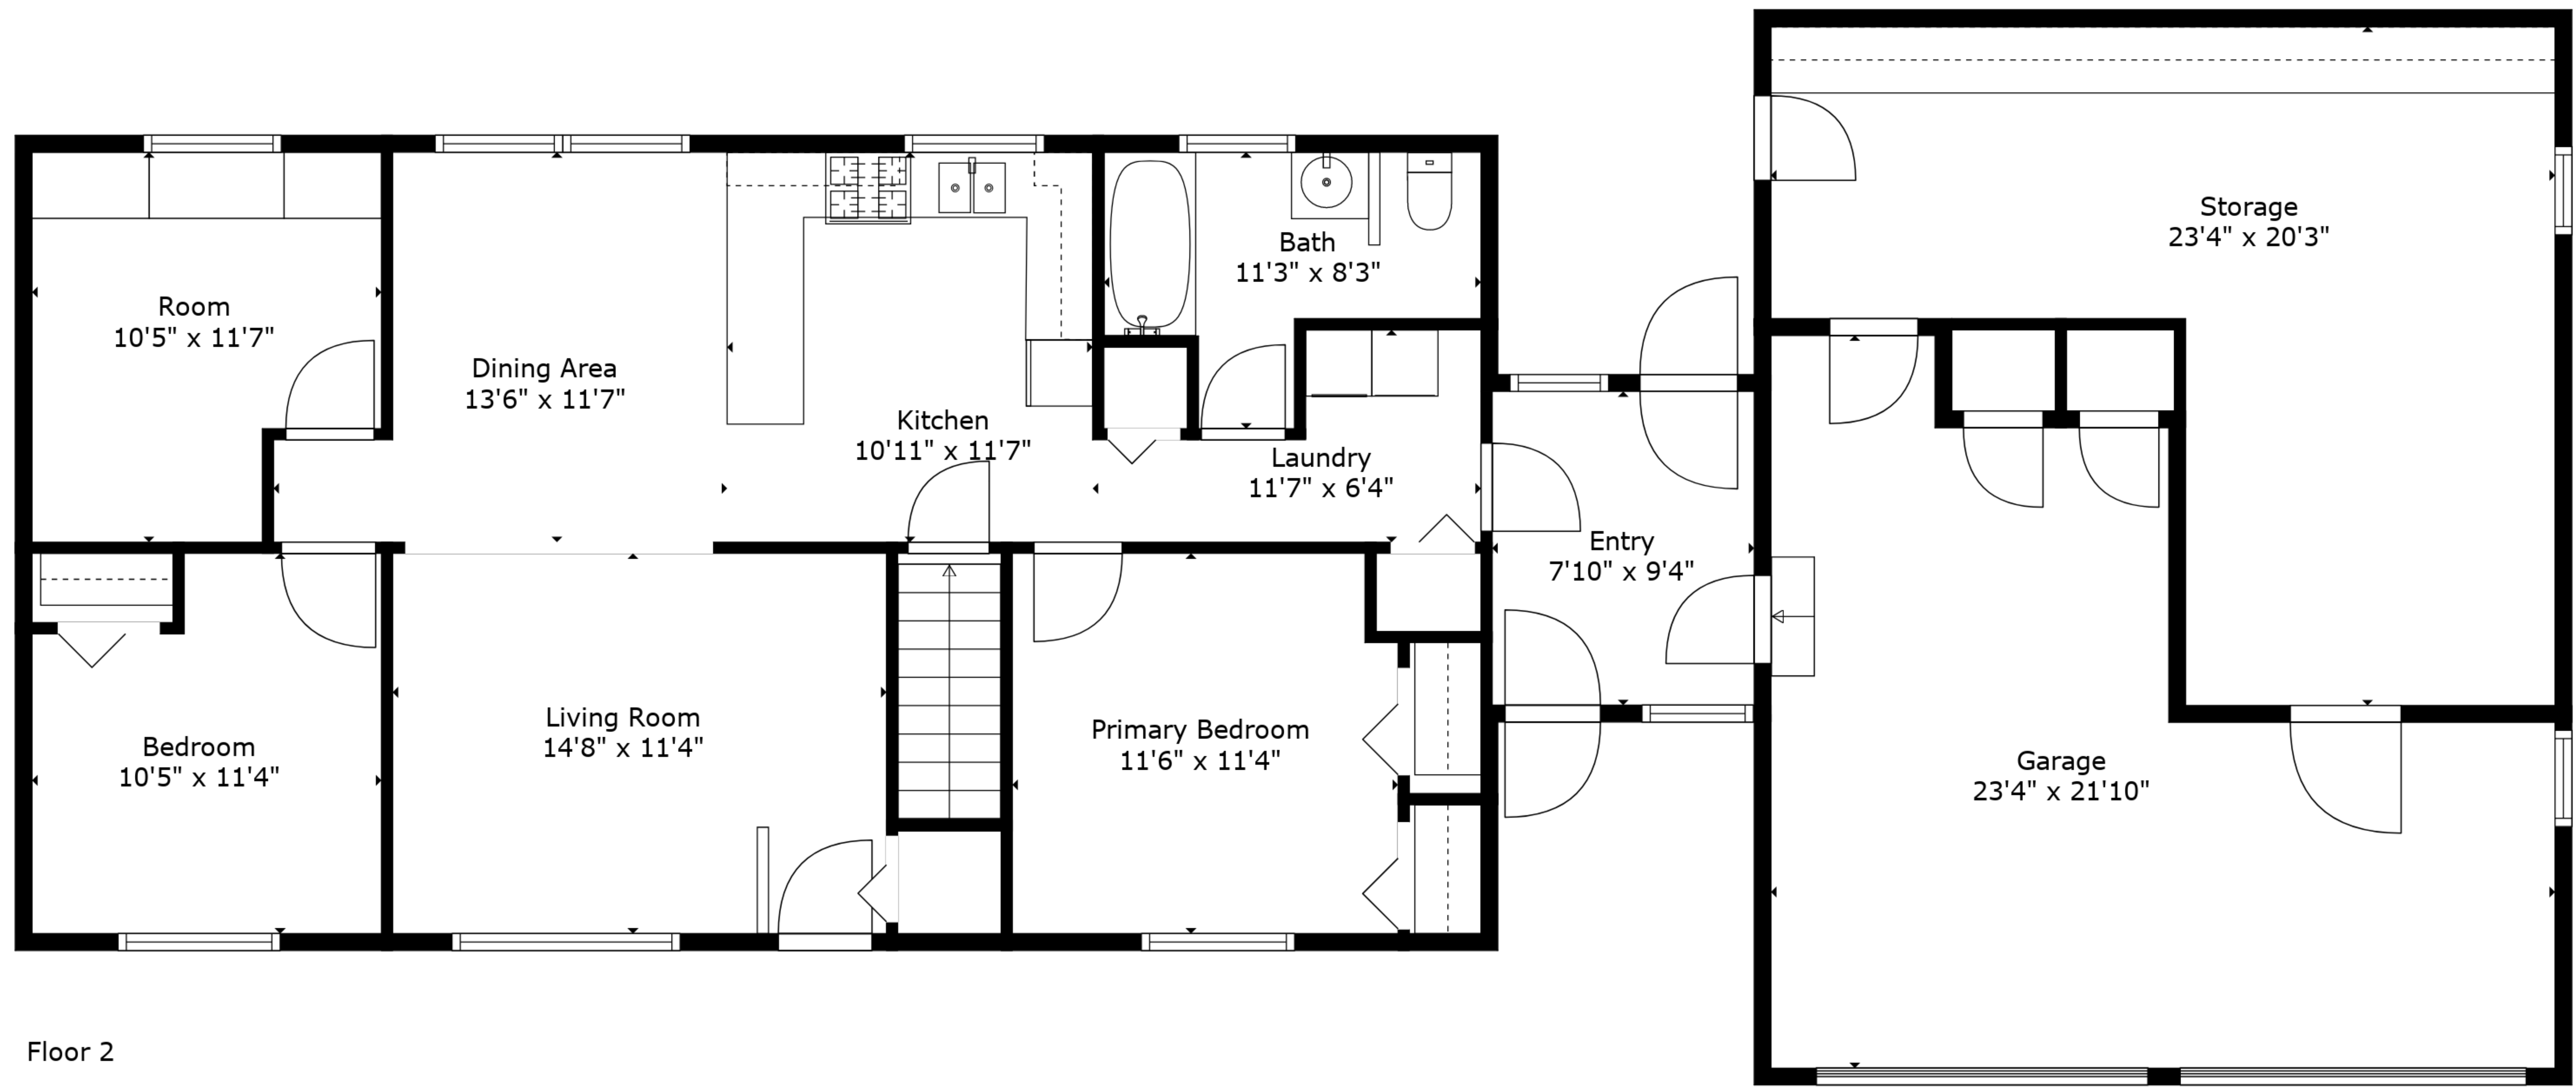 Storage
23'4" x 20'3"
Bath
11'3" x 8'3"
Room
10'5" x 11'7"
Dining Area
13'6" x 11'7"
Kitchen
10'11" x 11'7"
Laundry
11'7" x 6'4"
Entry
7'10" x 9'4"
Living Room
14'8" x 11'4"
Primary Bedroom
11'6" x 11'4"
Bedroom
10'5" x 11'4"
Garage
23'4" x 21'10"
Floor 2